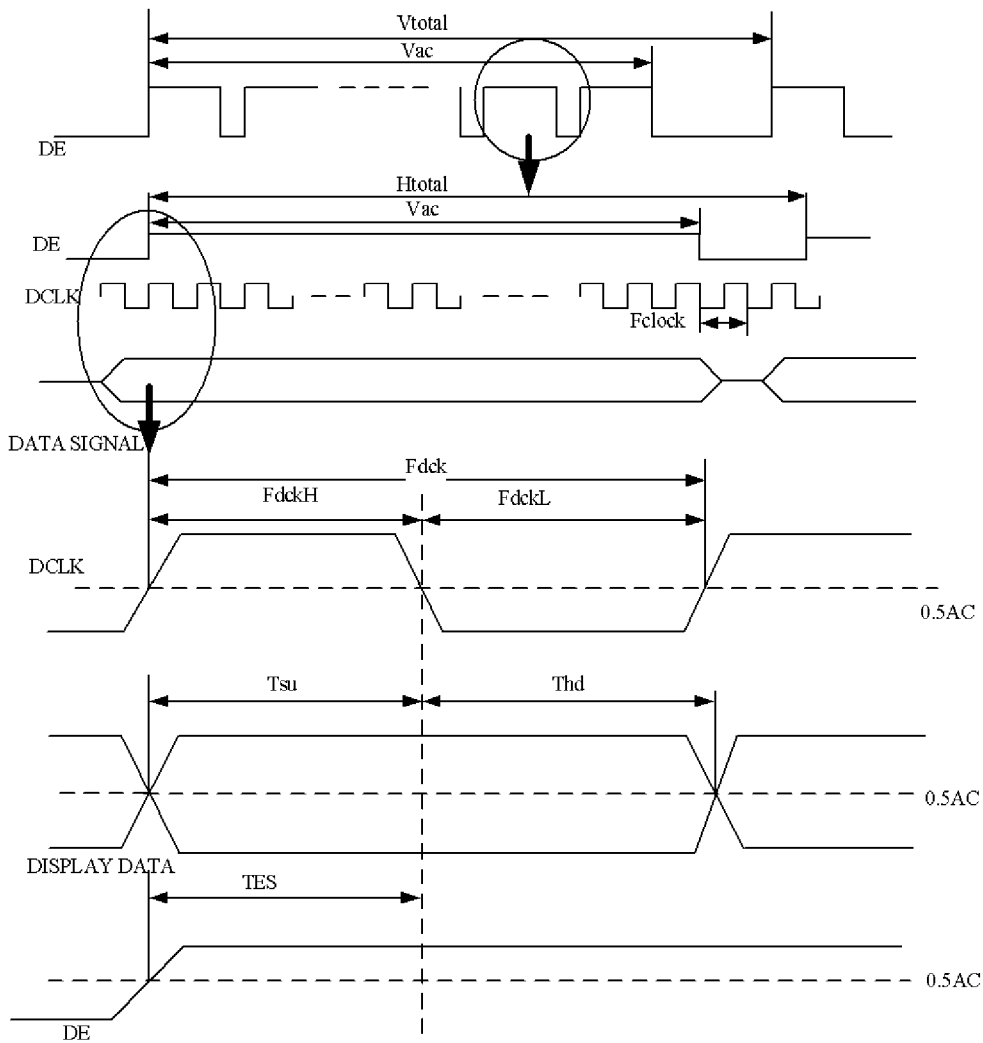 Vtotal
Vac
DE
Htotal
Vac
DE
DCLK
Fclock
DATA SIGNAL
Fdck
FdckH
FdckL
DCLK
0.5AC
Tsu
Thd
0.5AC
DISPLAY DATA
TES
0.5AC
DE